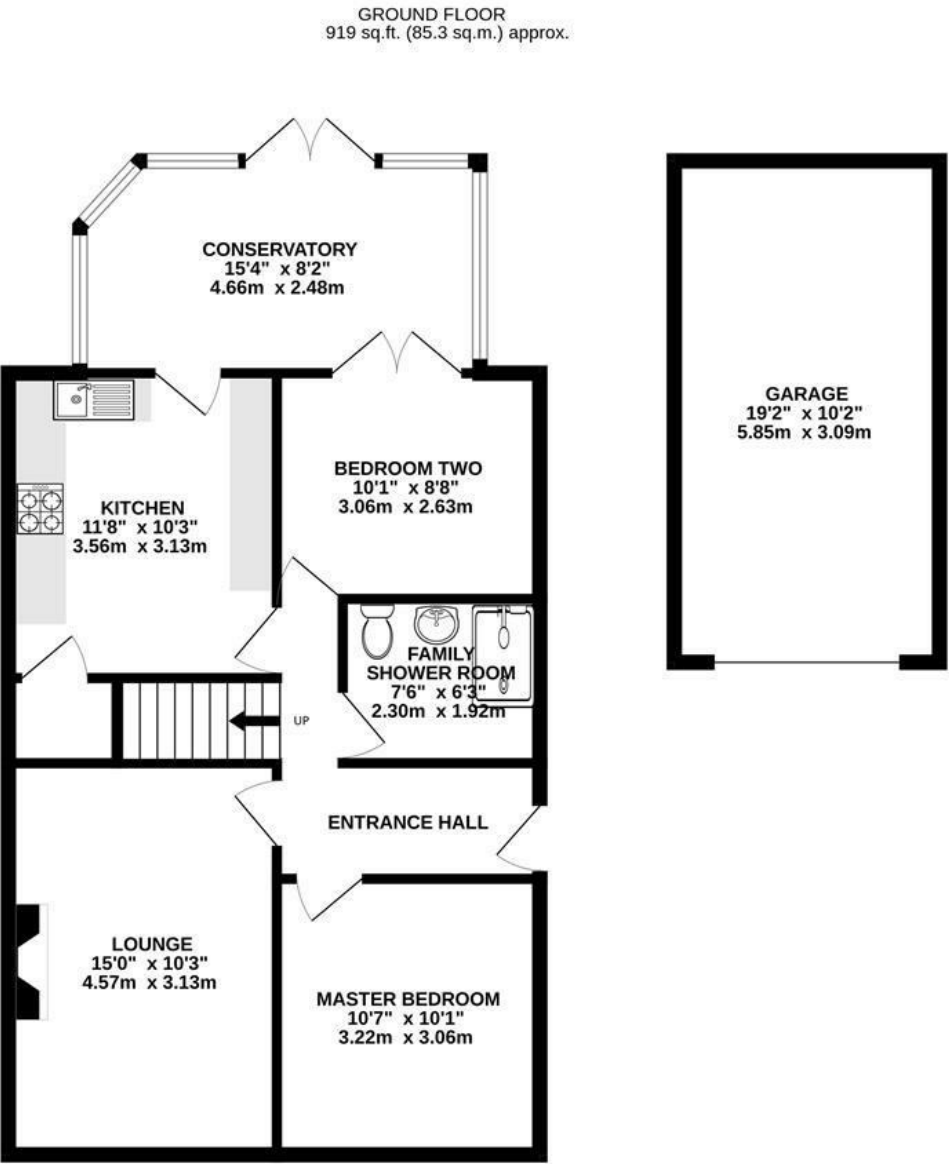 GROUND FLOOR
919 sq.ft. (85.3 sq.m.) approx.
CONSERVATORY
15'4" x 8'2"
4.66m x 2.48m
GARAGE
19'2" x 10'2"
5.85m x 3.09m
BEDROOM TWO
10'1" x 8'8"
3.06m x 2.63m
KITCHEN
11'8" x 10'3"
3.56m x 3.13m
FAMILY
SHOWER ROOM
7'6" x 6'3"
2.30m x 1.92m
UP
ENTRANCE HALL
LOUNGE
15'0" x 10'3"
4.57m x 3.13m
MASTER BEDROOM
10'7" x 10'1"
3.22m x 3.06m